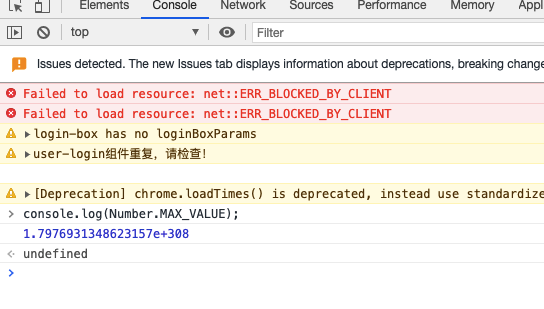 Elements Console Network Sources Performance Memory Appl
top Filter
Issues detected. The new Issues tab displays information about deprecations, breaking change
Failed to load resource: net::ERR_BLOCKED_BY_CLIENT
Failed to load resource: net::ERR_BLOCKED_BY_CLIENT
login-box has no loginBoxParams
user-login组件重复，请检查！
[Deprecation] chrome.loadTimes() is deprecated, instead use standardize
console.log(Number.MAX_VALUE);
1.7976931348623157e+308
undefined